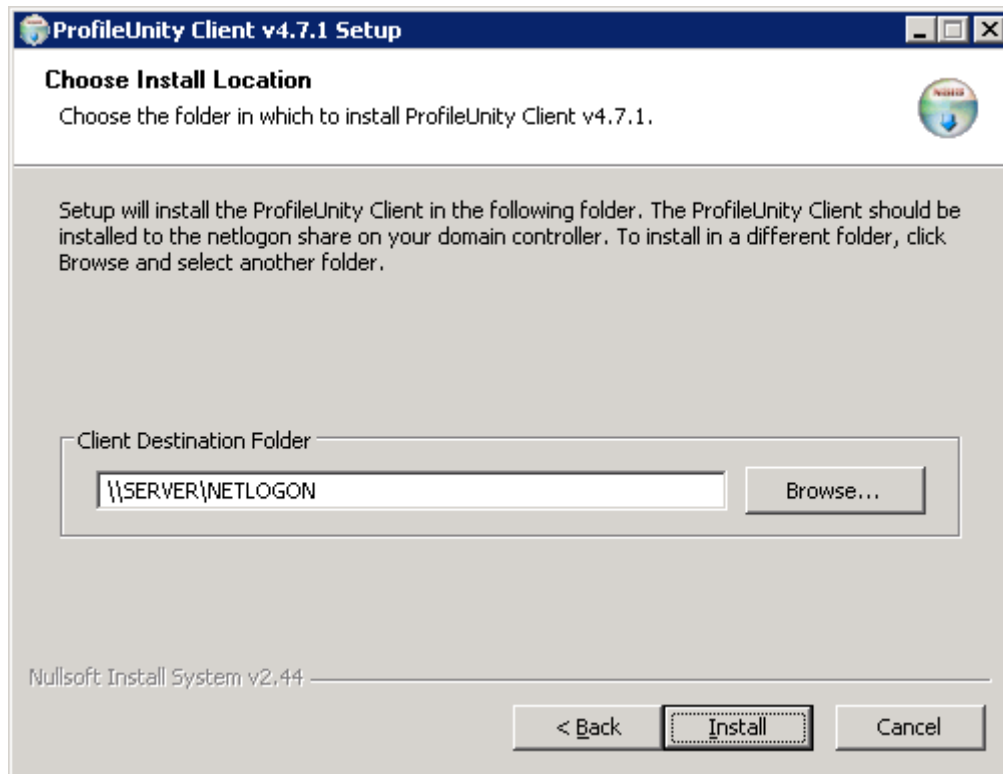 ProfileUnity Client v4.7.1 Setup
Choose Install Location
Choose the folder in which to install ProfileUnity Client v4.7.1.
Setup will install the ProfileUnity Client in the following folder. The ProfileUnity Client should be
installed to the netlogon share on your domain controller. To install in a different folder, click
Browse and select another folder.
Client Destination Folder
\\SERVER\NETLOGON
Browse...
Nullsoft Install System v2.44
< Back
Install
Cancel